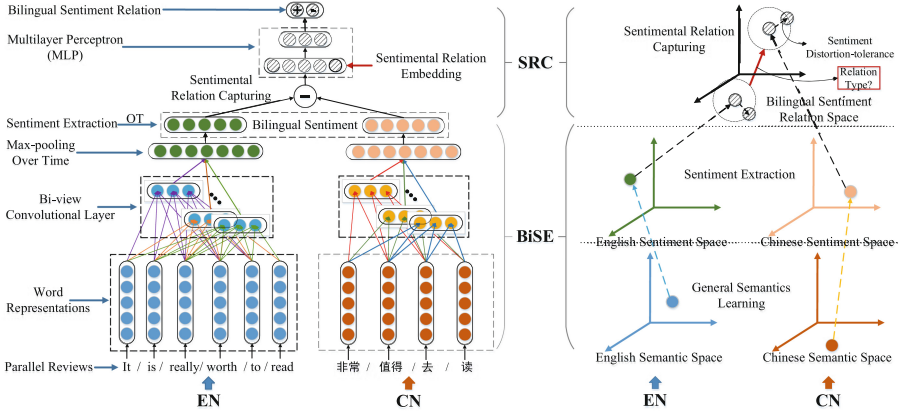 Bilingual Sentiment Relation
Multilayer Perceptron
(MLP)
Sentimental Relation
Embedding
Sentimental
Relation Capturing
Sentiment Extraction
OT
Bilingual Sentiment
Max-pooling
Over Time
Bi-view
Convolutional Layer
Word
Representations
Parallel Reviews
It / is / really / worth / to / read
非常 / 值得 / 去 / 读
EN
CN
SRC
BiSE
Sentimental Relation
Capturing
Sentiment
Distortion-tolerance
Relation
Type?
Bilingual Sentiment
Relation Space
Sentiment Extraction
English Sentiment Space
Chinese Sentiment Space
General Semantics
Learning
English Semantic Space
Chinese Semantic Space
EN
CN